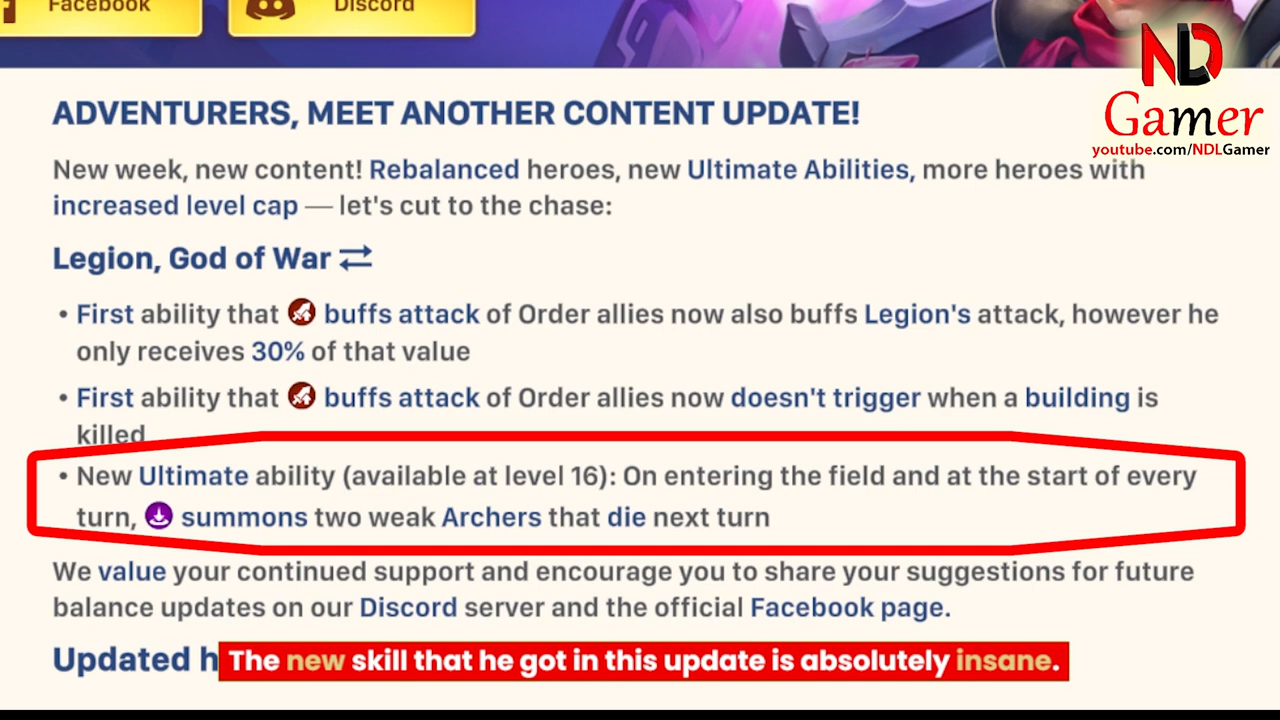 Facebook
Discord
ND
Gamer
youtube.com/NDLGamer
ADVENTURERS, MEET ANOTHER CONTENT UPDATE!
New week, new content! Rebalanced heroes, new Ultimate Abilities, more heroes with
increased level cap — let's cut to the chase:
Legion, God of War
• First ability that buffs attack of Order allies now also buffs Legion's attack, however he
only receives 30% of that value
• First ability that buffs attack of Order allies now doesn't trigger when a building is
killed
• New Ultimate ability (available at level 16): On entering the field and at the start of every
turn, summons two weak Archers that die next turn
We value your continued support and encourage you to share your suggestions for future
balance updates on our Discord server and the official Facebook page.
Updated h
The new skill that he got in this update is absolutely insane.